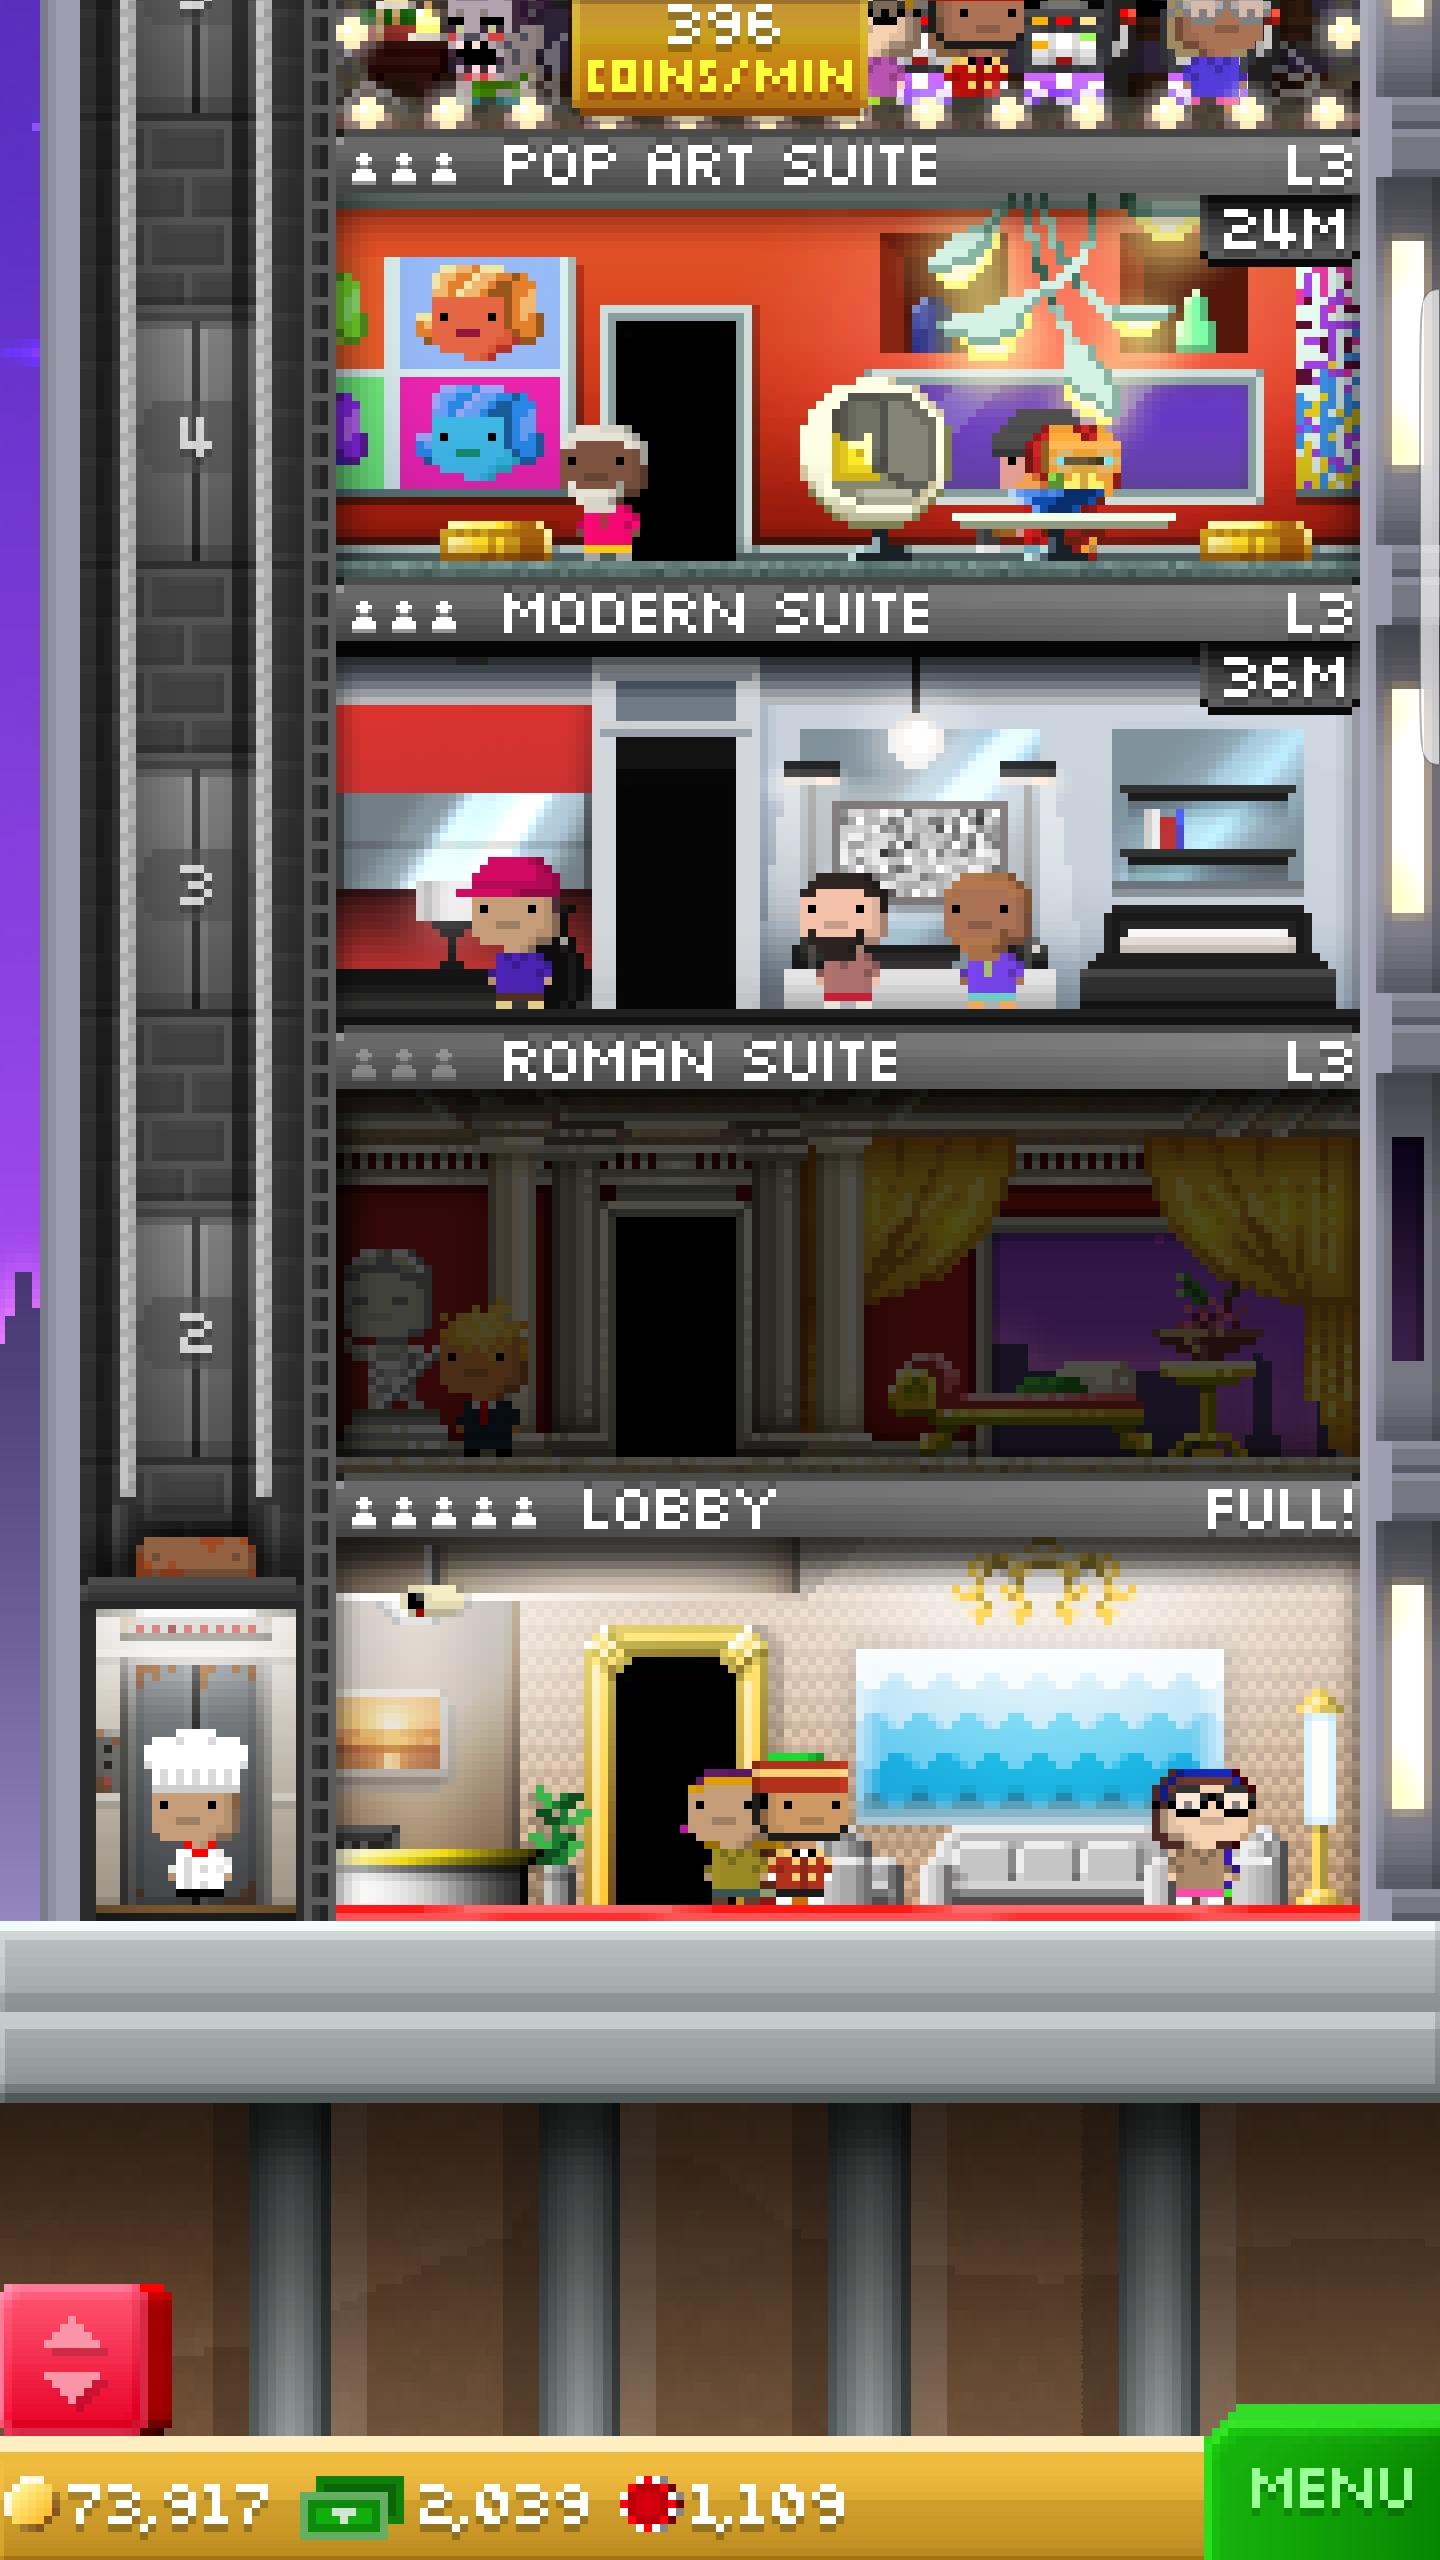 396
COINS/MIN
POP ART SUITE L3
24M
4
MODERN SUITE L3
36M
3
ROMAN SUITE L3
2
LOBBY FULL!
73,917 2,039 1,109
MENU